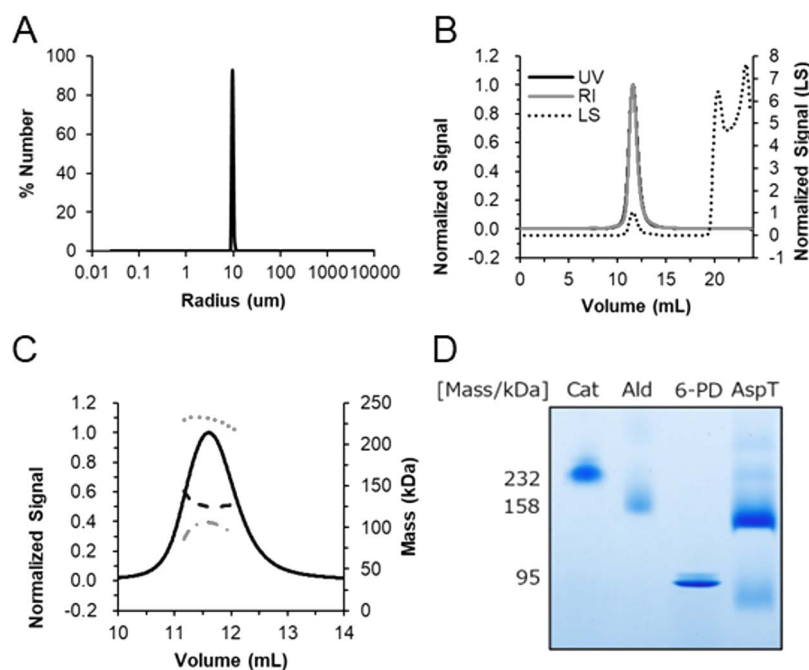 A
% Number
100
80
60
40
20
0
0.01 0.1 1 10 100 1000 10000
Radius (um)
B
Normalized Signal
1.2
1.0
0.8
0.6
0.4
0.2
0.0
-0.2
UV
RI
LS
8
7
6
5
4
3
2
1
0
-1
Normalized Signal (LS)
0 5 10 15 20
Volume (mL)
C
Normalized Signal
1.2
1.0
0.8
0.6
0.4
0.2
0.0
-0.2
250
200
150
100
50
0
Mass (kDa)
10 11 12 13 14
Volume (mL)
D
[Mass/kDa] Cat Ald 6-PD AspT
232
158
95